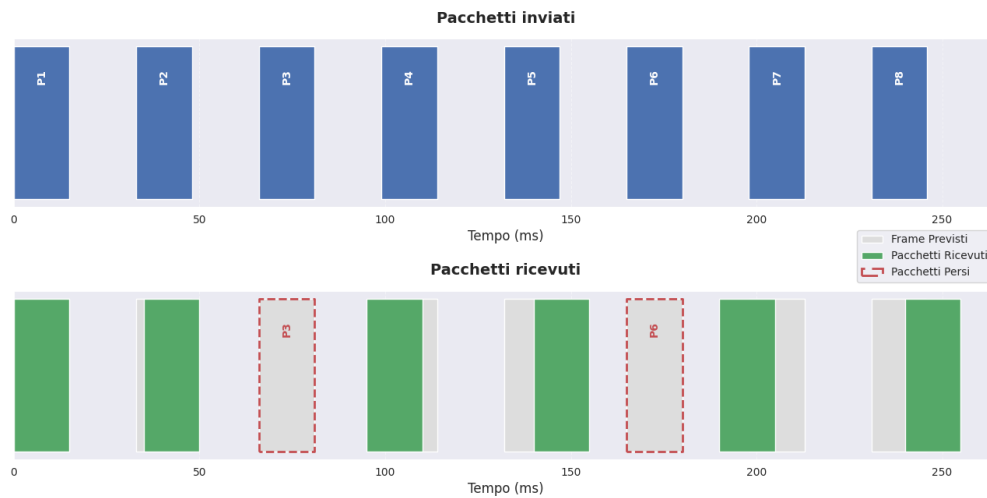 Pacchetti inviati
P1
P2
P3
P4
P5
P6
P7
P8
0 50 100 150 200 250
Tempo (ms)
Frame Previsti
Pacchetti Ricevuti
Pacchetti Persi
Pacchetti ricevuti
P3
P6
0 50 100 150 200 250
Tempo (ms)